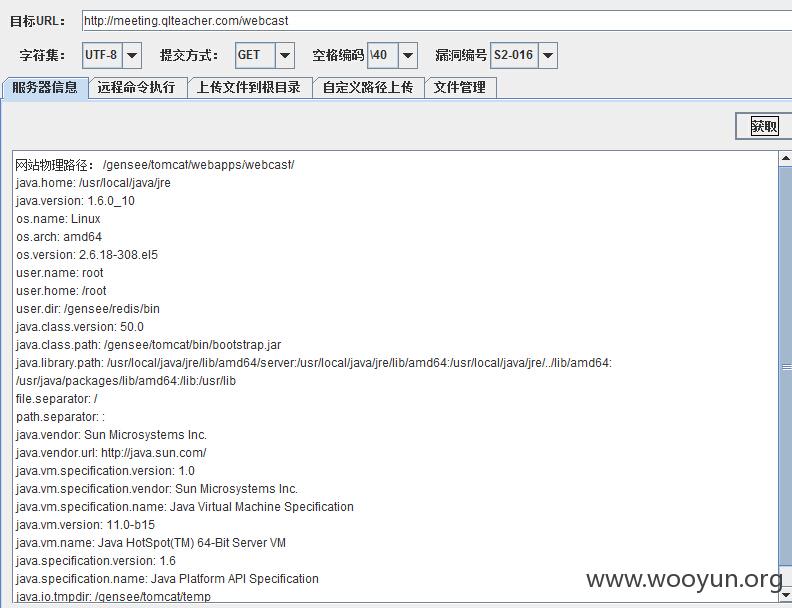 目标URL： http://meeting.qlteacher.com/webcast
字符集： UTF-8 提交方式： GET 空格编码 \40 漏洞编号 S2-016
服务器信息 远程命令执行 上传文件到根目录 自定义路径上传 文件管理
获取
网站物理路径： /gensee/tomcat/webapps/webcast/
java.home: /usr/local/java/jre
java.version: 1.6.0_10
os.name: Linux
os.arch: amd64
os.version: 2.6.18-308.el5
user.name: root
user.home: /root
user.dir: /gensee/redis/bin
java.class.version: 50.0
java.class.path: /gensee/tomcat/bin/bootstrap.jar
java.library.path: /usr/local/java/jre/lib/amd64/server:/usr/local/java/jre/lib/amd64:/usr/local/java/jre/../lib/amd64:
/usr/java/packages/lib/amd64:/lib:/usr/lib
file.separator: /
path.separator: :
java.vendor: Sun Microsystems Inc.
java.vendor.url: http://java.sun.com/
java.vm.specification.version: 1.0
java.vm.specification.vendor: Sun Microsystems Inc.
java.vm.specification.name: Java Virtual Machine Specification
java.vm.version: 11.0-b15
java.vm.name: Java HotSpot(TM) 64-Bit Server VM
java.specification.version: 1.6
java.specification.name: Java Platform API Specification
java.io.tmpdir: /gensee/tomcat/temp
www.wooyun.org